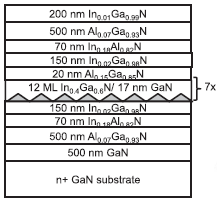 200 nm In0.01Ga0.99N
500 nm Al0.07Ga0.93N
70 nm In0.18Al0.82N
150 nm In0.02Ga0.98N
20 nm Al0.15Ga0.85N
12 ML In0.4Ga0.6N/ 17 nm GaN
7x
150 nm In0.02Ga0.98N
70 nm In0.18Al0.82N
500 nm Al0.07Ga0.93N
500 nm GaN
n+ GaN substrate